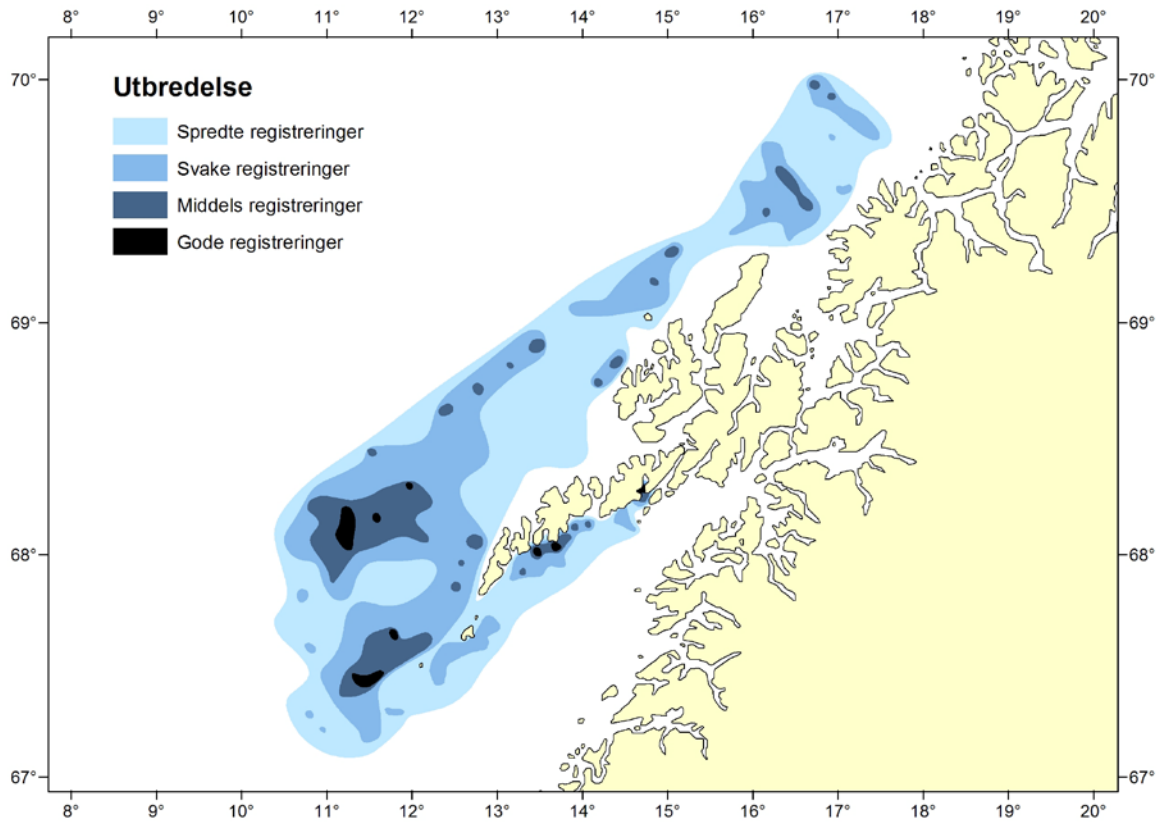 8° 9° 10° 11° 12° 13° 14° 15° 16° 17° 18° 19° 20°
70° 70°
Utbredelse
Spredte registreringer
Svake registreringer
Middels registreringer
Gode registreringer
69° 69°
68° 68°
67° 67°
8° 9° 10° 11° 12° 13° 14° 15° 16° 17° 18° 19° 20°